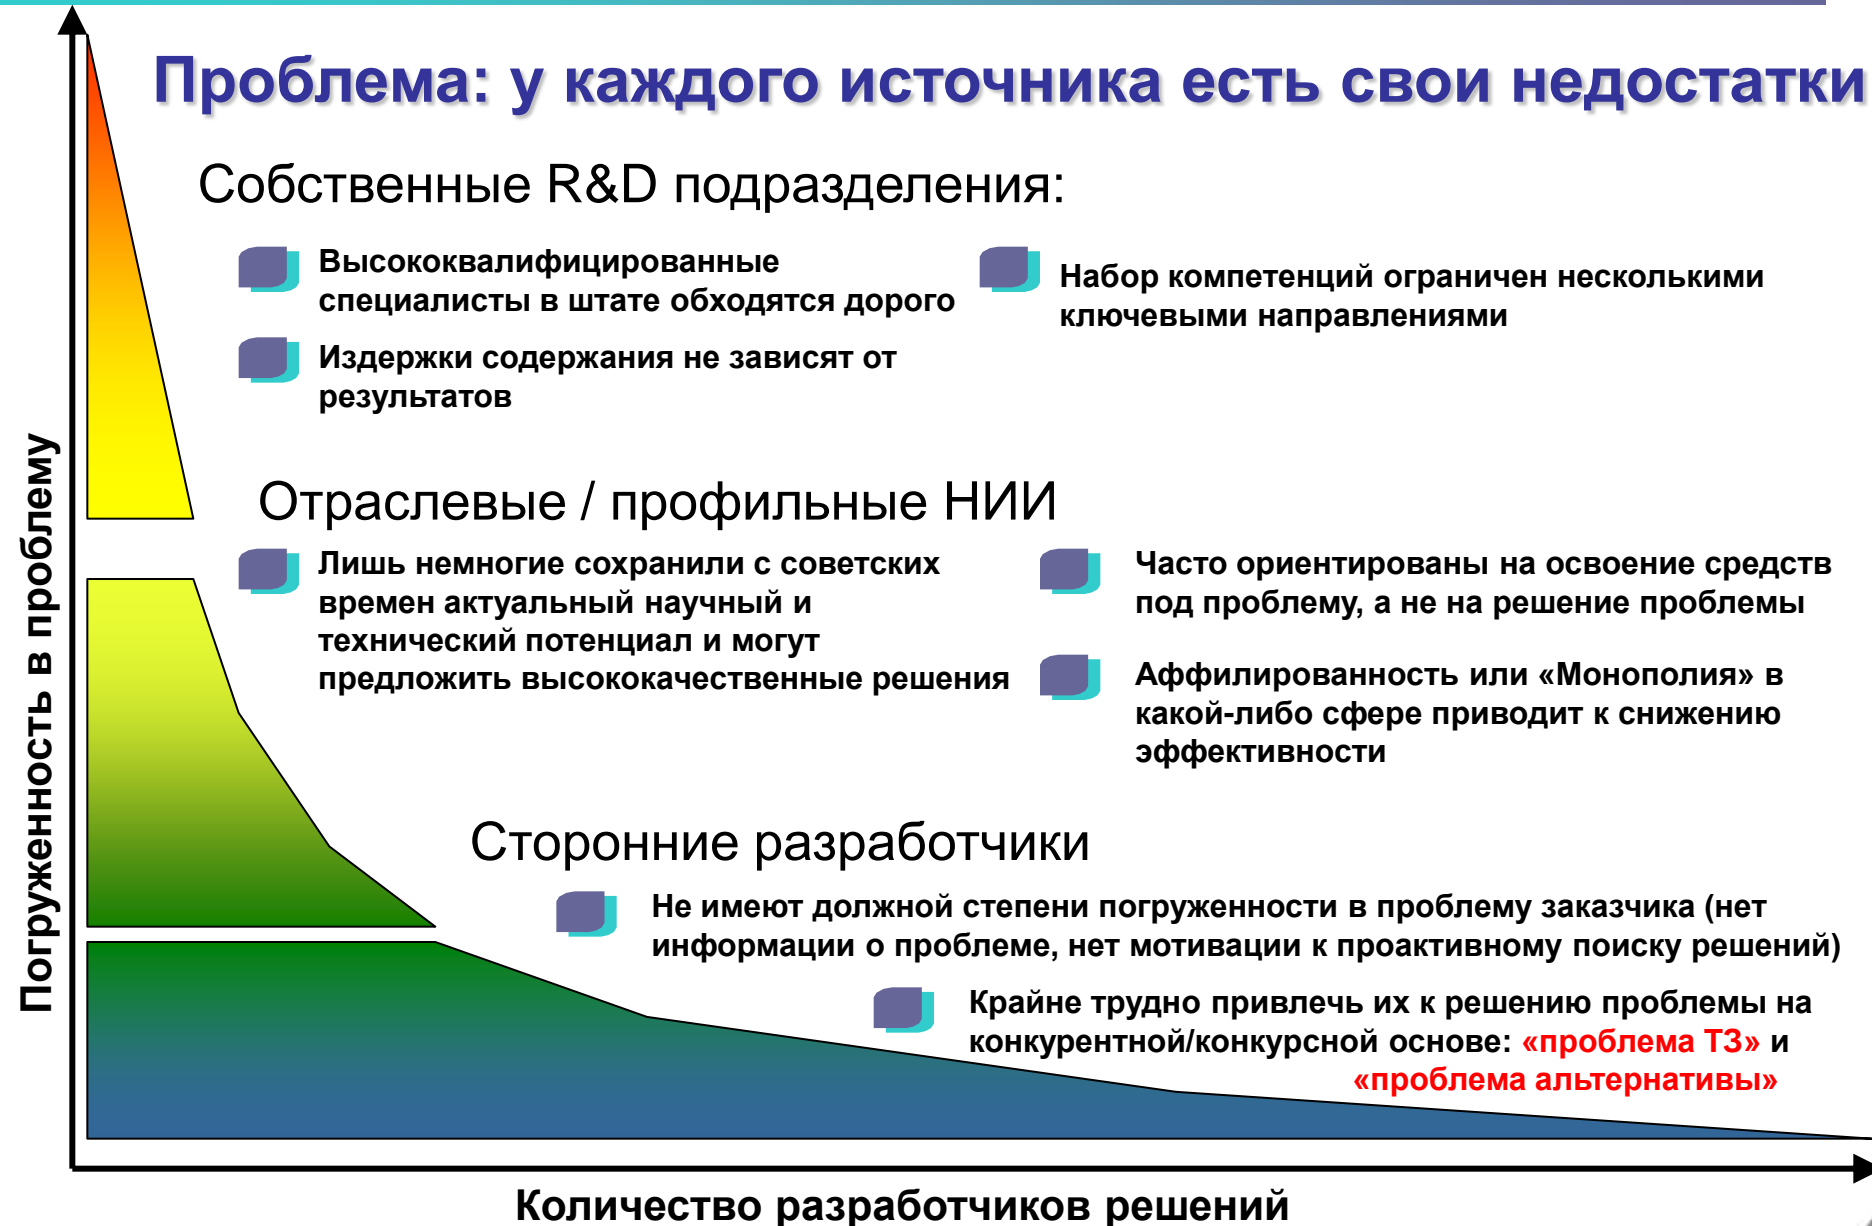 Проблема: у каждого источника есть свои недостатки
Собственные R&D подразделения:
Высококвалифицированные
специалисты в штате обходятся дорого
Издержки содержания не зависят от
результатов
Набор компетенций ограничен несколькими
ключевыми направлениями
Отраслевые / профильные НИИ
Лишь немногие сохранили с советских
времен актуальный научный и
технический потенциал и могут
предложить высококачественные решения
Часто ориентированы на освоение средств
под проблему, а не на решение проблемы
Аффилированность или «Монополия» в
какой-либо сфере приводит к снижению
эффективности
Сторонние разработчики
Не имеют должной степени погруженности в проблему заказчика (нет
информации о проблеме, нет мотивации к проактивному поиску решений)
Крайне трудно привлечь их к решению проблемы на
конкурентной/конкурсной основе: «проблема ТЗ» и
«проблема альтернативы»
Погруженность в проблему
Количество разработчиков решений